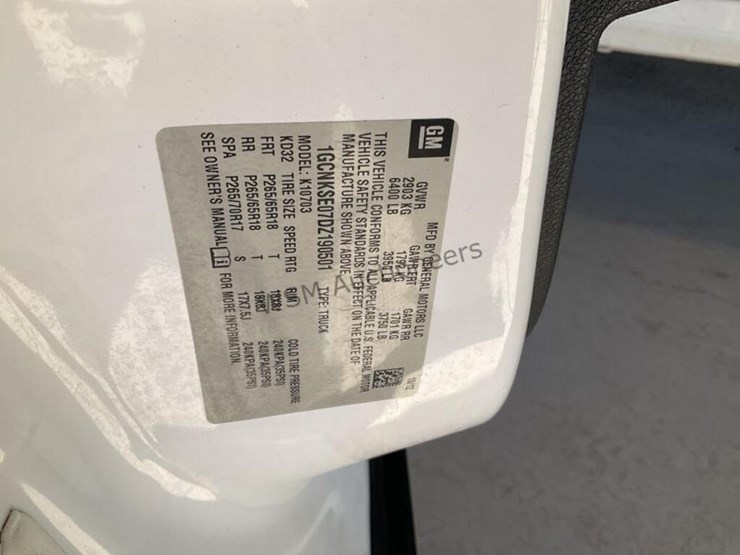 GM
MFD BY GENERAL MOTORS LLC
10/12
GVWR GAWR FRT GAWR RR
2903 KG 1792 KG 1701 KG
6400 LB 3950 LB 3750 LB
THIS VEHICLE CONFORMS TO ALL APPLICABLE U.S. FEDERAL MOTOR
VEHICLE SAFETY STANDARDS IN EFFECT ON THE DATE OF
MANUFACTURE SHOWN ABOVE.
1GCNKSE07DZ190501 TYPE: TRUCK
MODEL: K10703
KD32 TIRE SIZE SPEED RTG RIM COLD TIRE PRESSURE
FRT P265/65R18 T 240KPA(35PSI)
RR P265/65R18 T 240KPA(35PSI)
SPA P265/70R17 S 17X7.5J 240KPA(35PSI)
SEE OWNER'S MANUAL FOR MORE INFORMATION.